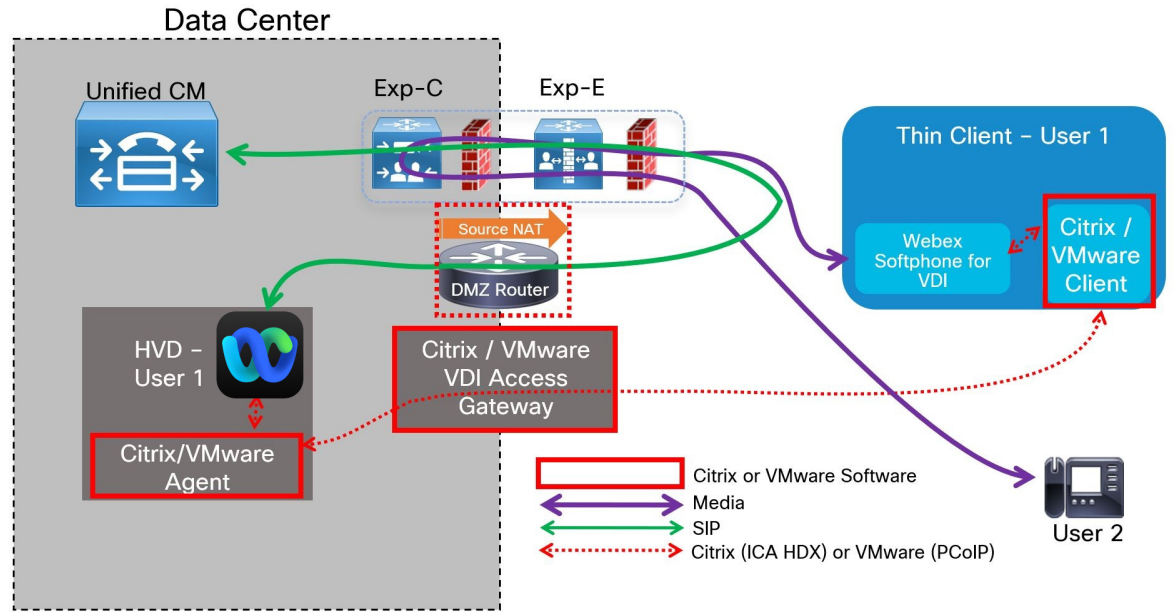 Data Center
Unified CM
Exp-C
Exp-E
Thin Client – User 1
Source NAT
DMZ Router
Webex
Softphone for
VDI
Citrix /
VMware
Client
HVD –
User 1
Citrix / VMware
VDI Access
Gateway
Citrix/VMware
Agent
Citrix or VMware Software
Media
SIP
Citrix (ICA HDX) or VMware (PCoIP)
User 2